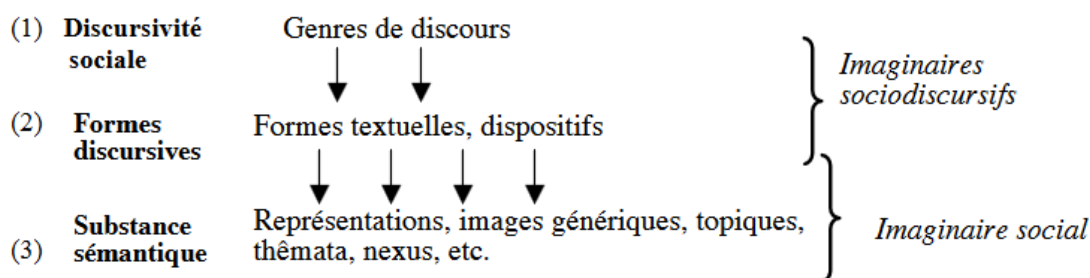 (1) Discursivité sociale
Genres de discours
Imaginaires
sociodiscursifs
(2) Formes discursives
Formes textuelles, dispositifs
(3) Substance sémantique
Représentations, images génériques, topiques,
thêmata, nexus, etc.
Imaginaire social